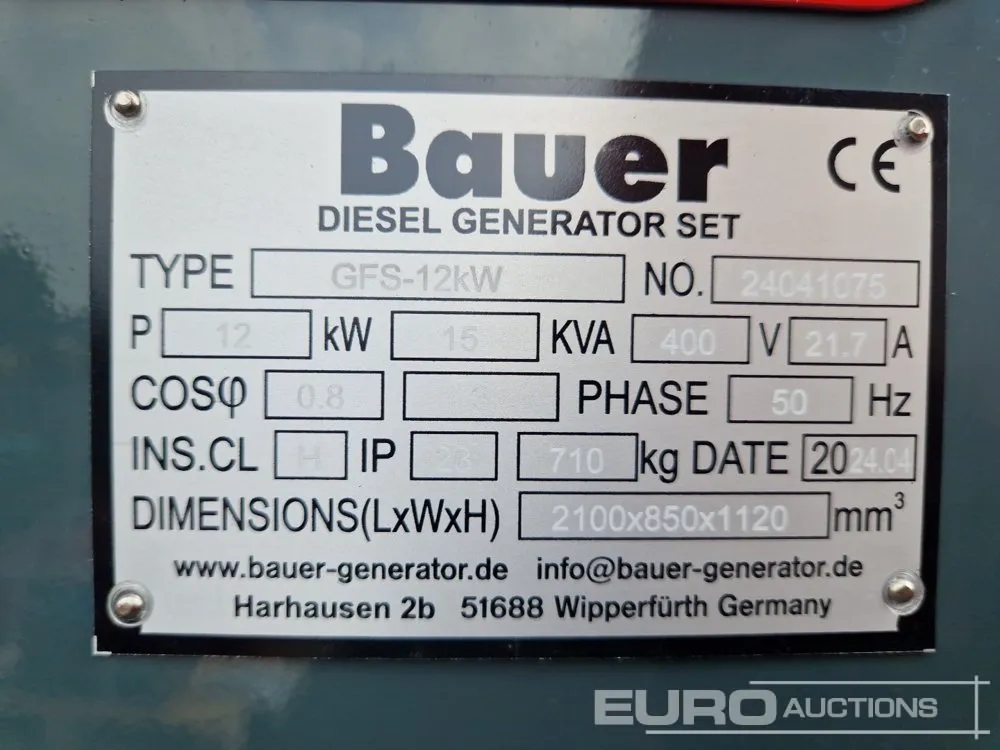 Bauer CE
DIESEL GENERATOR SET
TYPE GFS-12kW NO. 24041075
P 12 kW 15 KVA 400 V 21.7 A
COSφ 0.8 3 PHASE 50 Hz
INS.CL H IP 23 710 kg DATE 2024.04
DIMENSIONS(LxWxH) 2100x850x1120 mm³
www.bauer-generator.de info@bauer-generator.de
Harhausen 2b 51688 Wipperfürth Germany
EURO AUCTIONS